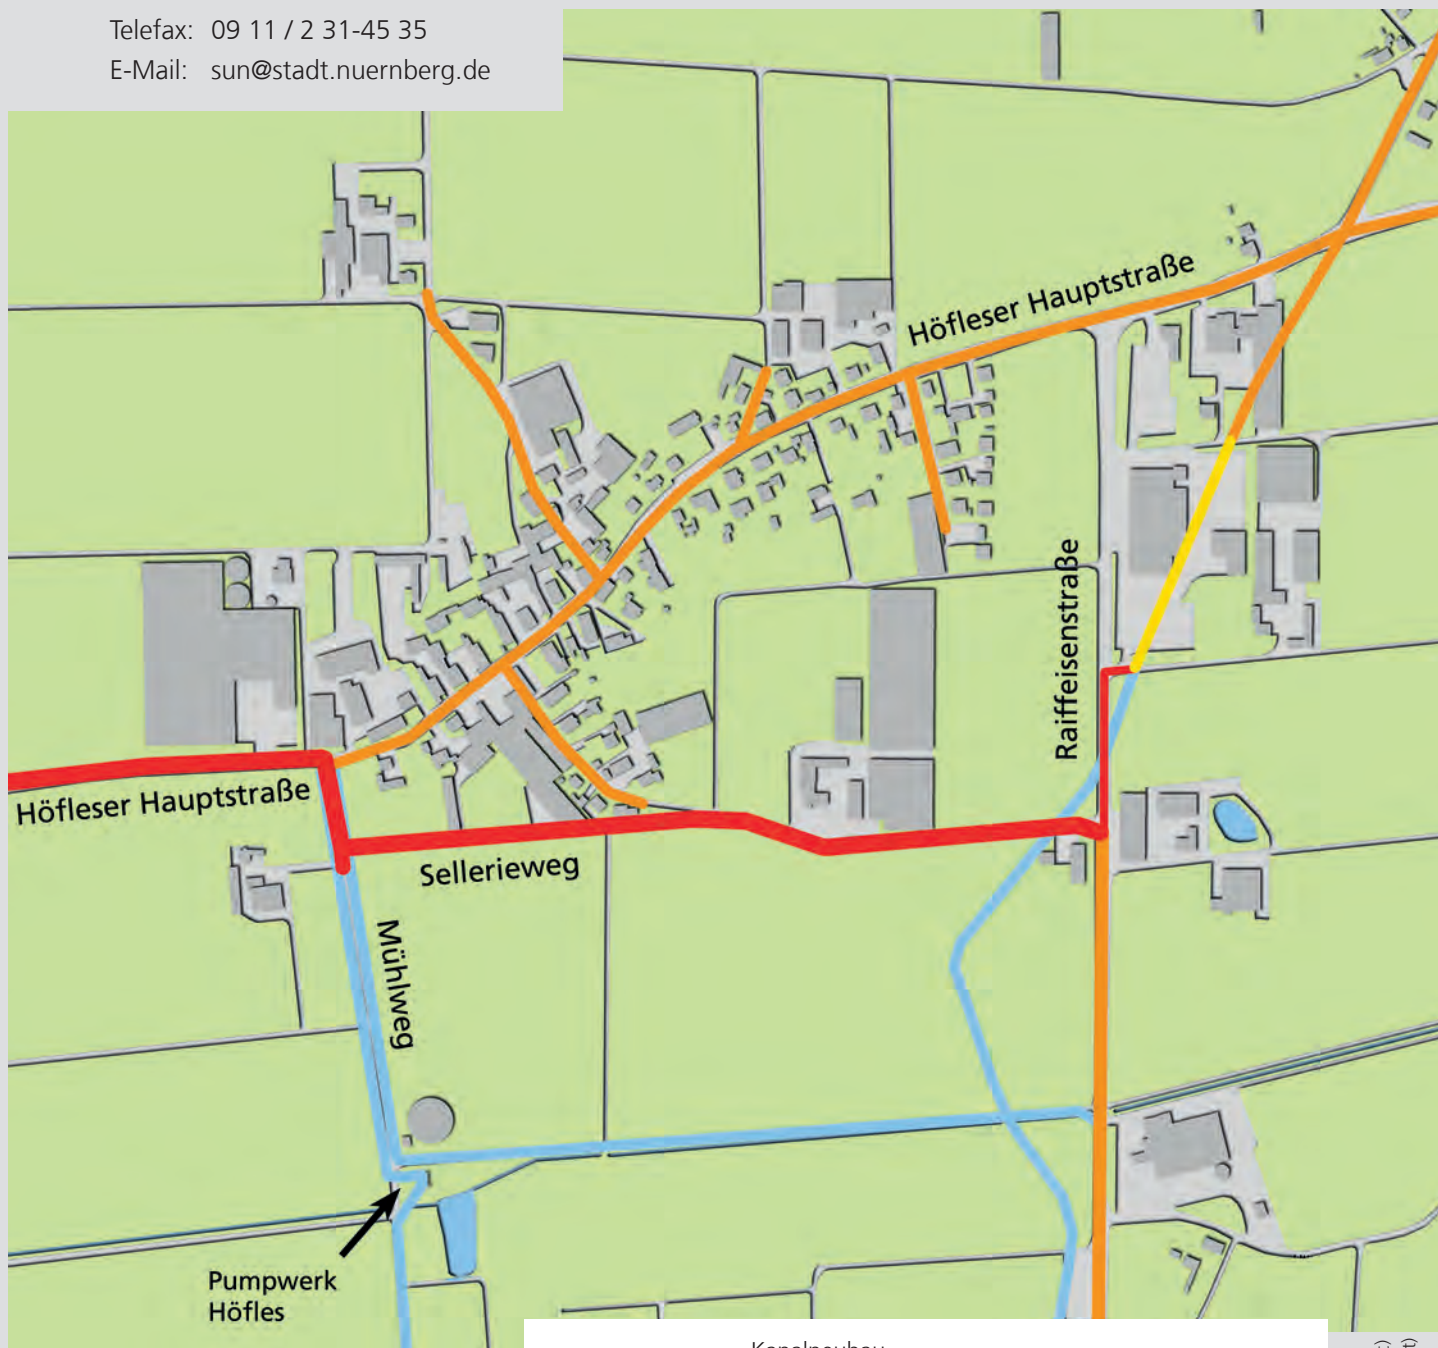 Telefax: 09 11 / 2 31-45 35
E-Mail: sun@stadt.nuernberg.de
Höfleser Hauptstraße
Raiffeisenstraße
Höfleser Hauptstraße
Sellerieweg
Mühlweg
Pumpwerk
Höfles